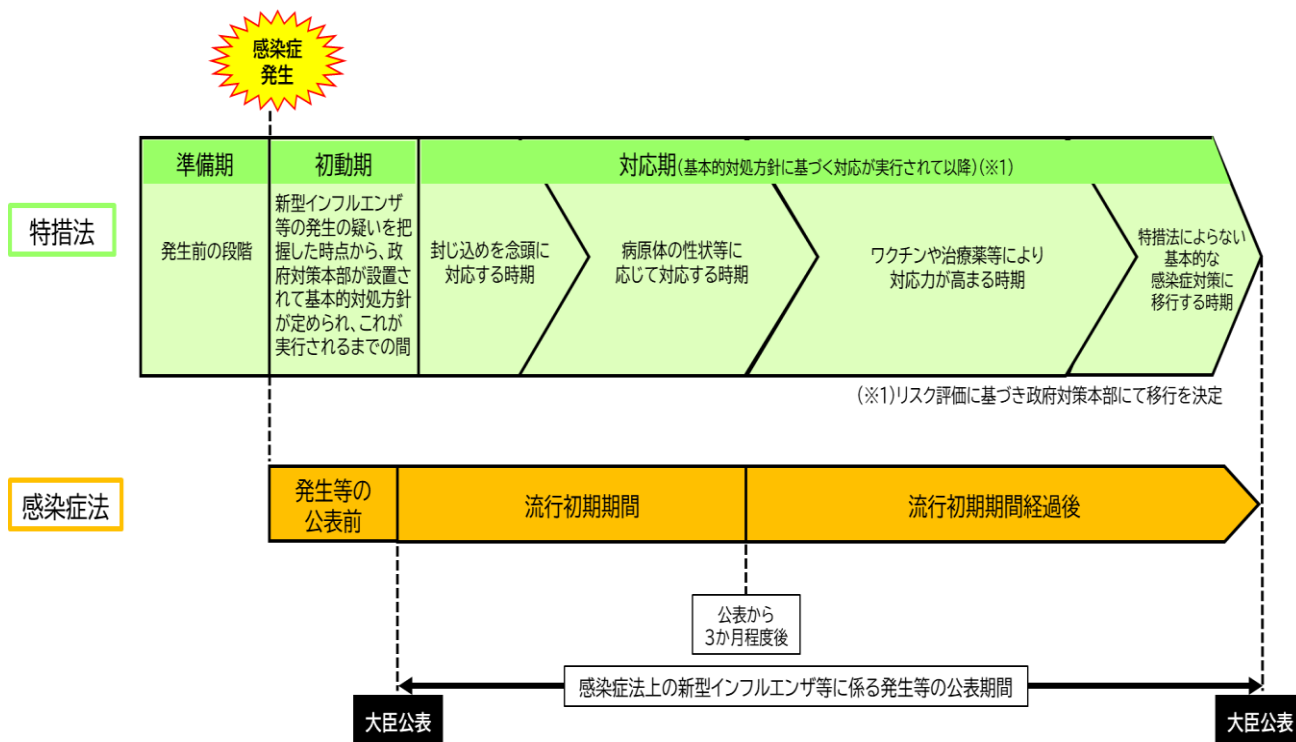 感染症
発生
準備期
初動期
対応期(基本的対処方針に基づく対応が実行されて以降)(※1)
特措法
発生前の段階
新型インフルエンザ
等の発生の疑いを把
握した時点から、政
府対策本部が設置され
て基本的対処方針
が定められ、これが
実行されるまでの間
封じ込めを念頭に
対応する時期
病原体の性状等に
応じて対応する時期
ワクチンや治療薬等により
対応力が高まる時期
特措法によらない
基本的な
感染症対策に
移行する時期
(※1)リスク評価に基づき政府対策本部にて移行を決定
感染症法
発生等の
公表前
流行初期期間
流行初期期間経過後
公表から
3か月程度後
感染症法上の新型インフルエンザ等に係る発生等の公表期間
大臣公表
大臣公表